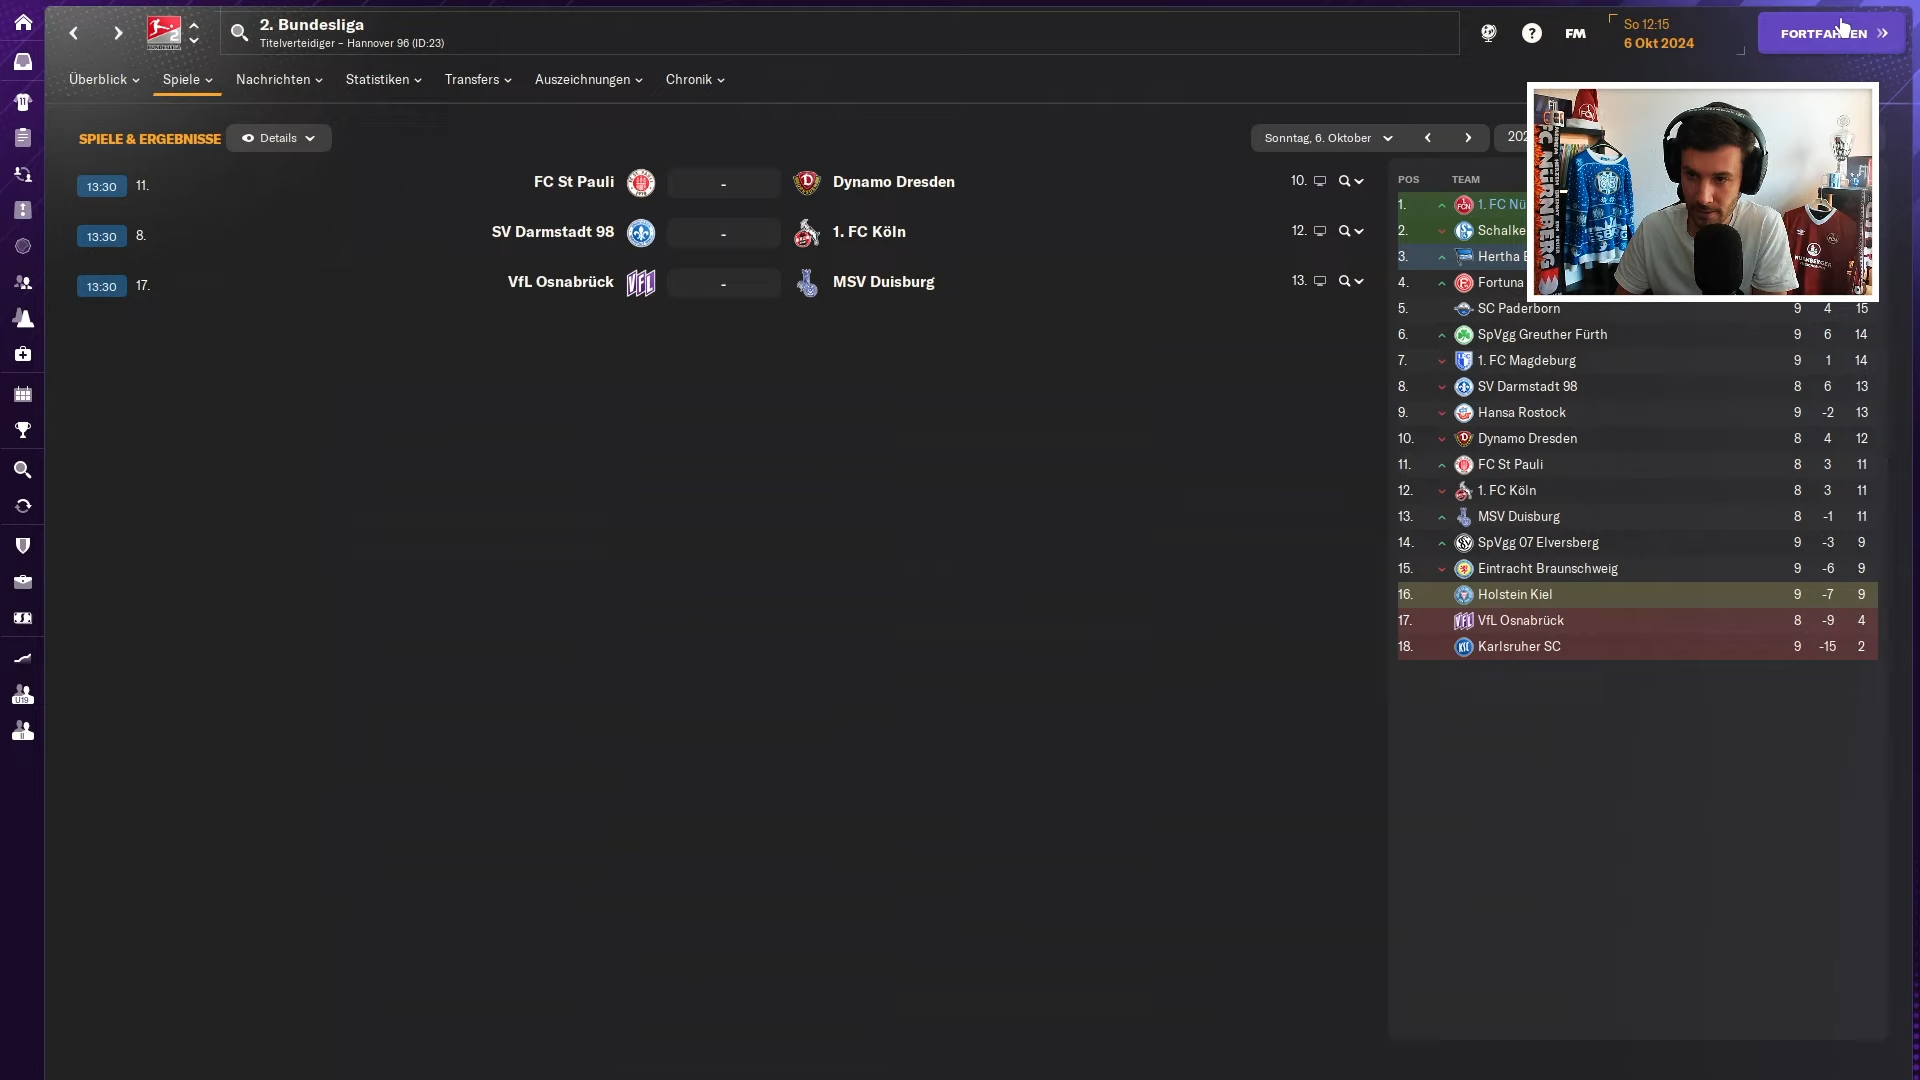 2. Bundesliga
Titelverteidiger – Hannover 96 (ID:23)
FM
So 12:15
6 Okt 2024
Überblick
Spiele
Nachrichten
Statistiken
Transfers
Auszeichnungen
Chronik
SPIELE & ERGEBNISSE
Details
Sonntag, 6. Oktober
13:30 11. FC St Pauli - Dynamo Dresden 10.
13:30 8. SV Darmstadt 98 - 1. FC Köln 12.
13:30 17. VfL Osnabrück - MSV Duisburg 13.
POS TEAM
1. 1. FC Nü
2. Schalke
3. Hertha
4. Fortuna
5. SC Paderborn 9 4 15
6. SpVgg Greuther Fürth 9 6 14
7. 1. FC Magdeburg 9 1 14
8. SV Darmstadt 98 8 6 13
9. Hansa Rostock 9 -2 13
10. Dynamo Dresden 8 4 12
11. FC St Pauli 8 3 11
12. 1. FC Köln 8 3 11
13. MSV Duisburg 8 -1 11
14. SpVgg 07 Elversberg 9 -3 9
15. Eintracht Braunschweig 9 -6 9
16. Holstein Kiel 9 -7 9
17. VfL Osnabrück 8 -9 4
18. Karlsruher SC 9 -15 2
FC NÜRNBERG
U19
II